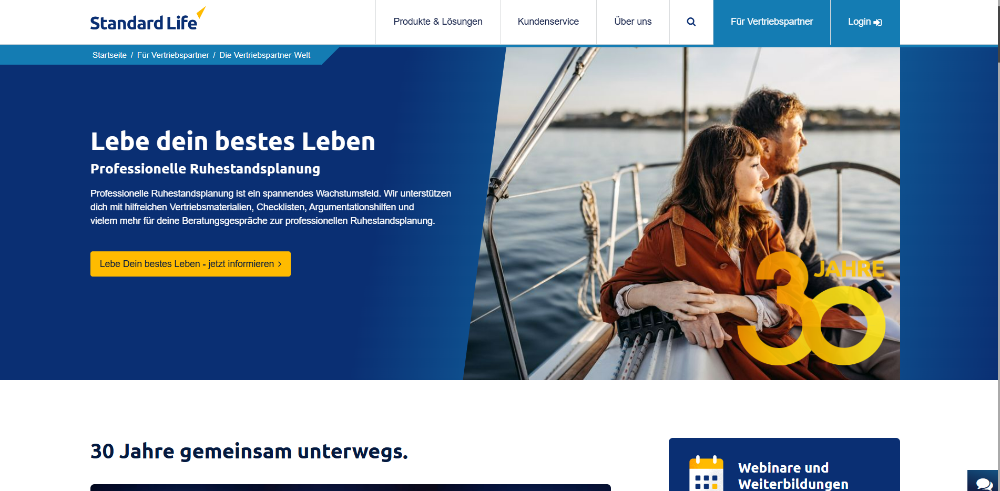 Standard Life
Produkte & Lösungen
Kundenservice
Über uns
Für Vertriebspartner
Login
Startseite / Für Vertriebspartner / Die Vertriebspartner-Welt
Lebe dein bestes Leben
Professionelle Ruhestandsplanung
Professionelle Ruhestandsplanung ist ein spannendes Wachstumsfeld. Wir unterstützen
dich mit hilfreichen Vertriebsmaterialien, Checklisten, Argumentationshilfen und
vielem mehr für deine Beratungsgespräche zur professionellen Ruhestandsplanung.
Lebe Dein bestes Leben - jetzt informieren
30 JAHRE
30 Jahre gemeinsam unterwegs.
Webinare und
Weiterbildungen